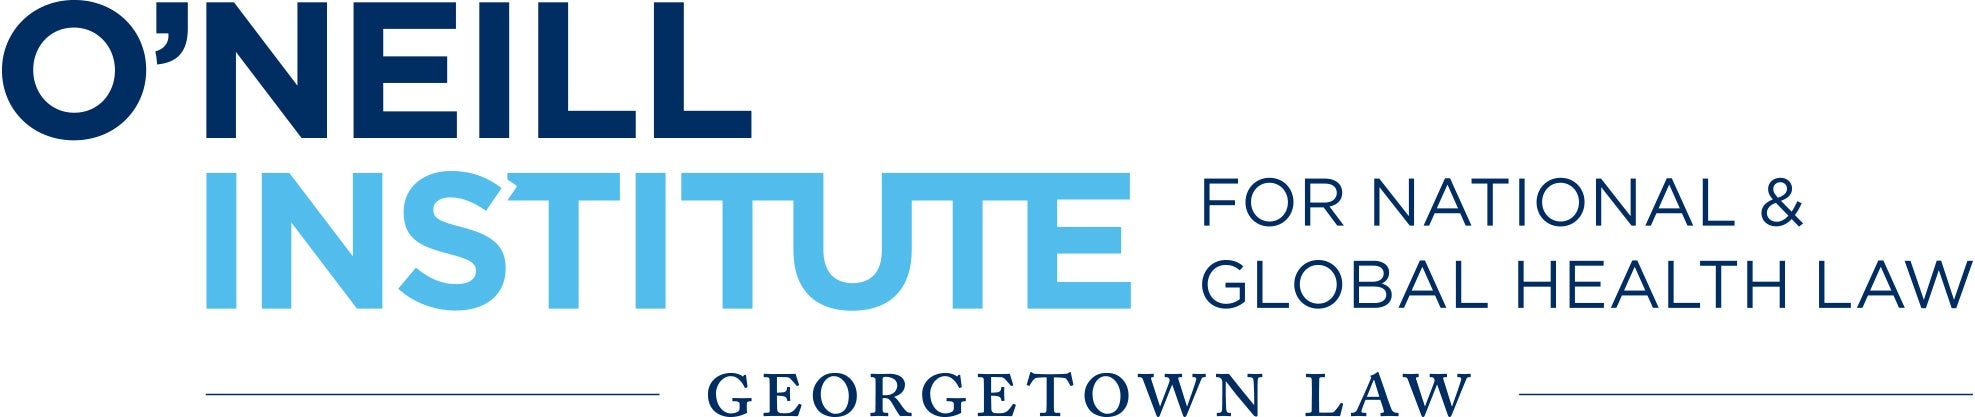 O’NEILL
INSTITUTE
FOR NATIONAL &
GLOBAL HEALTH LAW
GEORGETOWN LAW